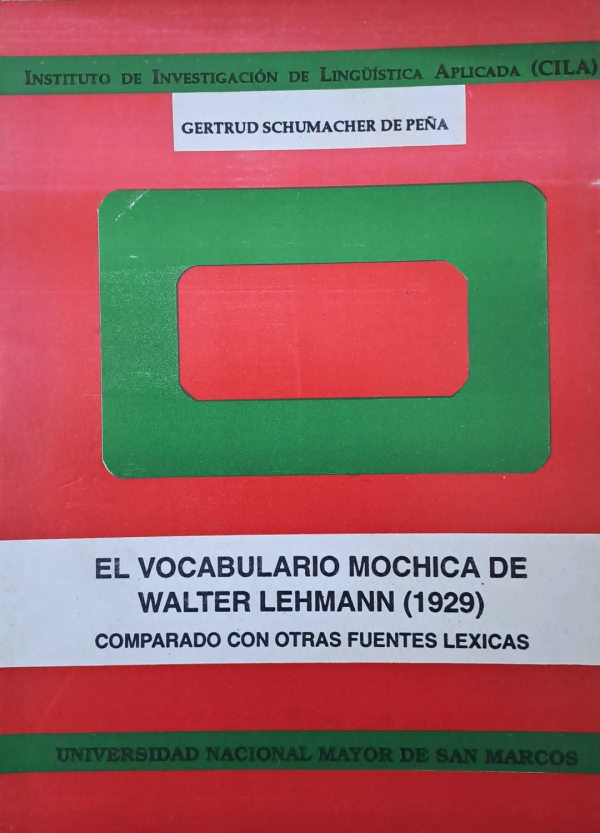 INSTITUTO DE INVESTIGACIÓN DE LINGÜÍSTICA APLICADA (CILA)
GERTRUD SCHUMACHER DE PEÑA
EL VOCABULARIO MOCHICA DE
WALTER LEHMANN (1929)
COMPARADO CON OTRAS FUENTES LEXICAS
UNIVERSIDAD NACIONAL MAYOR DE SAN MARCOS